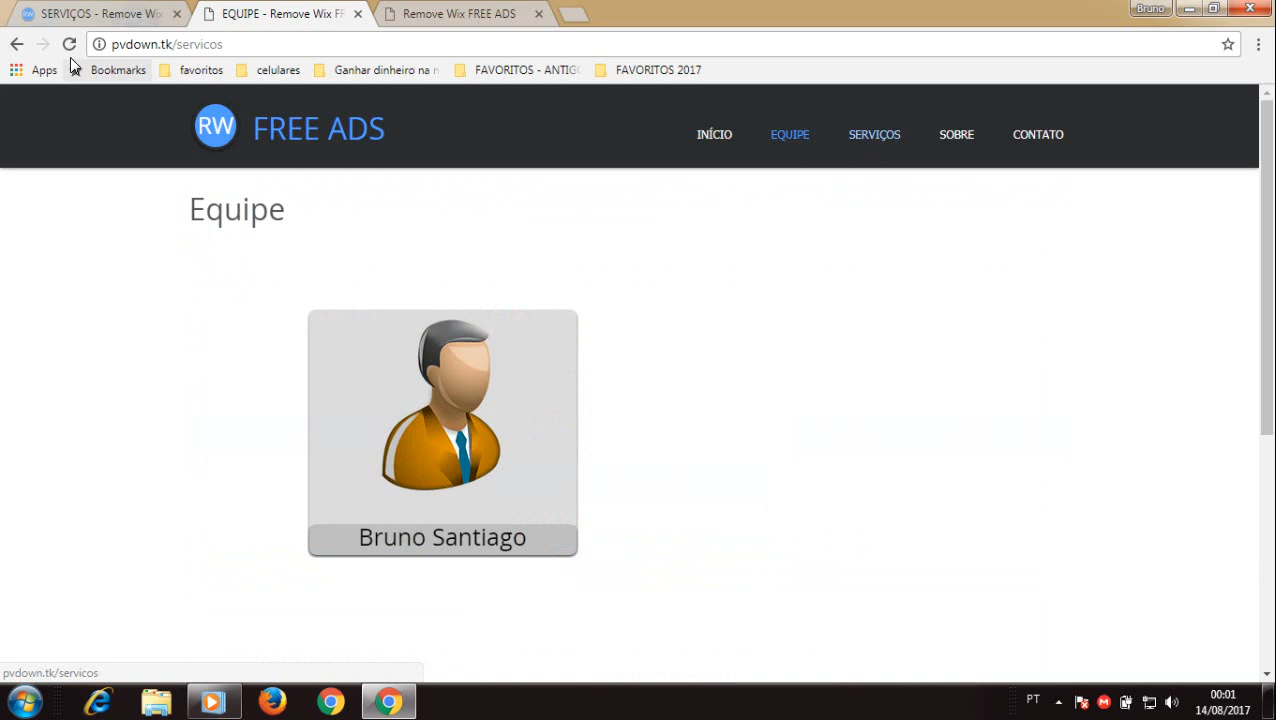 SERVIÇOS - Remove Wix
EQUIPE - Remove Wix FR
Remove Wix FREE ADS
Bruno
pvdown.tk/servicos
Apps
Bookmarks
favoritos
celulares
Ganhar dinheiro na n
FAVORITOS - ANTIG
FAVORITOS 2017
RW
FREE ADS
INÍCIO
EQUIPE
SERVIÇOS
SOBRE
CONTATO
Equipe
Bruno Santiago
pvdown.tk/servicos
PT
00:01
14/08/2017